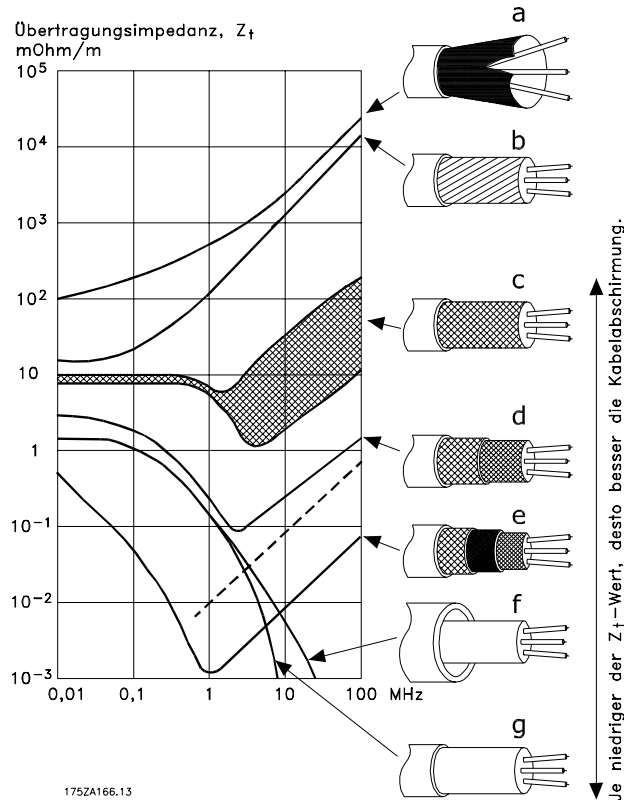 Übertragungsimpedanz, Zt
mOhm/m
10⁵
10⁴
10³
10²
10
1
10⁻¹
10⁻²
10⁻³
0,01 0,1 1 10 100 MHz
a
b
c
d
e
f
g
Je niedriger der Zt-Wert, desto besser die Kabelabschirmung.
175ZA166.13